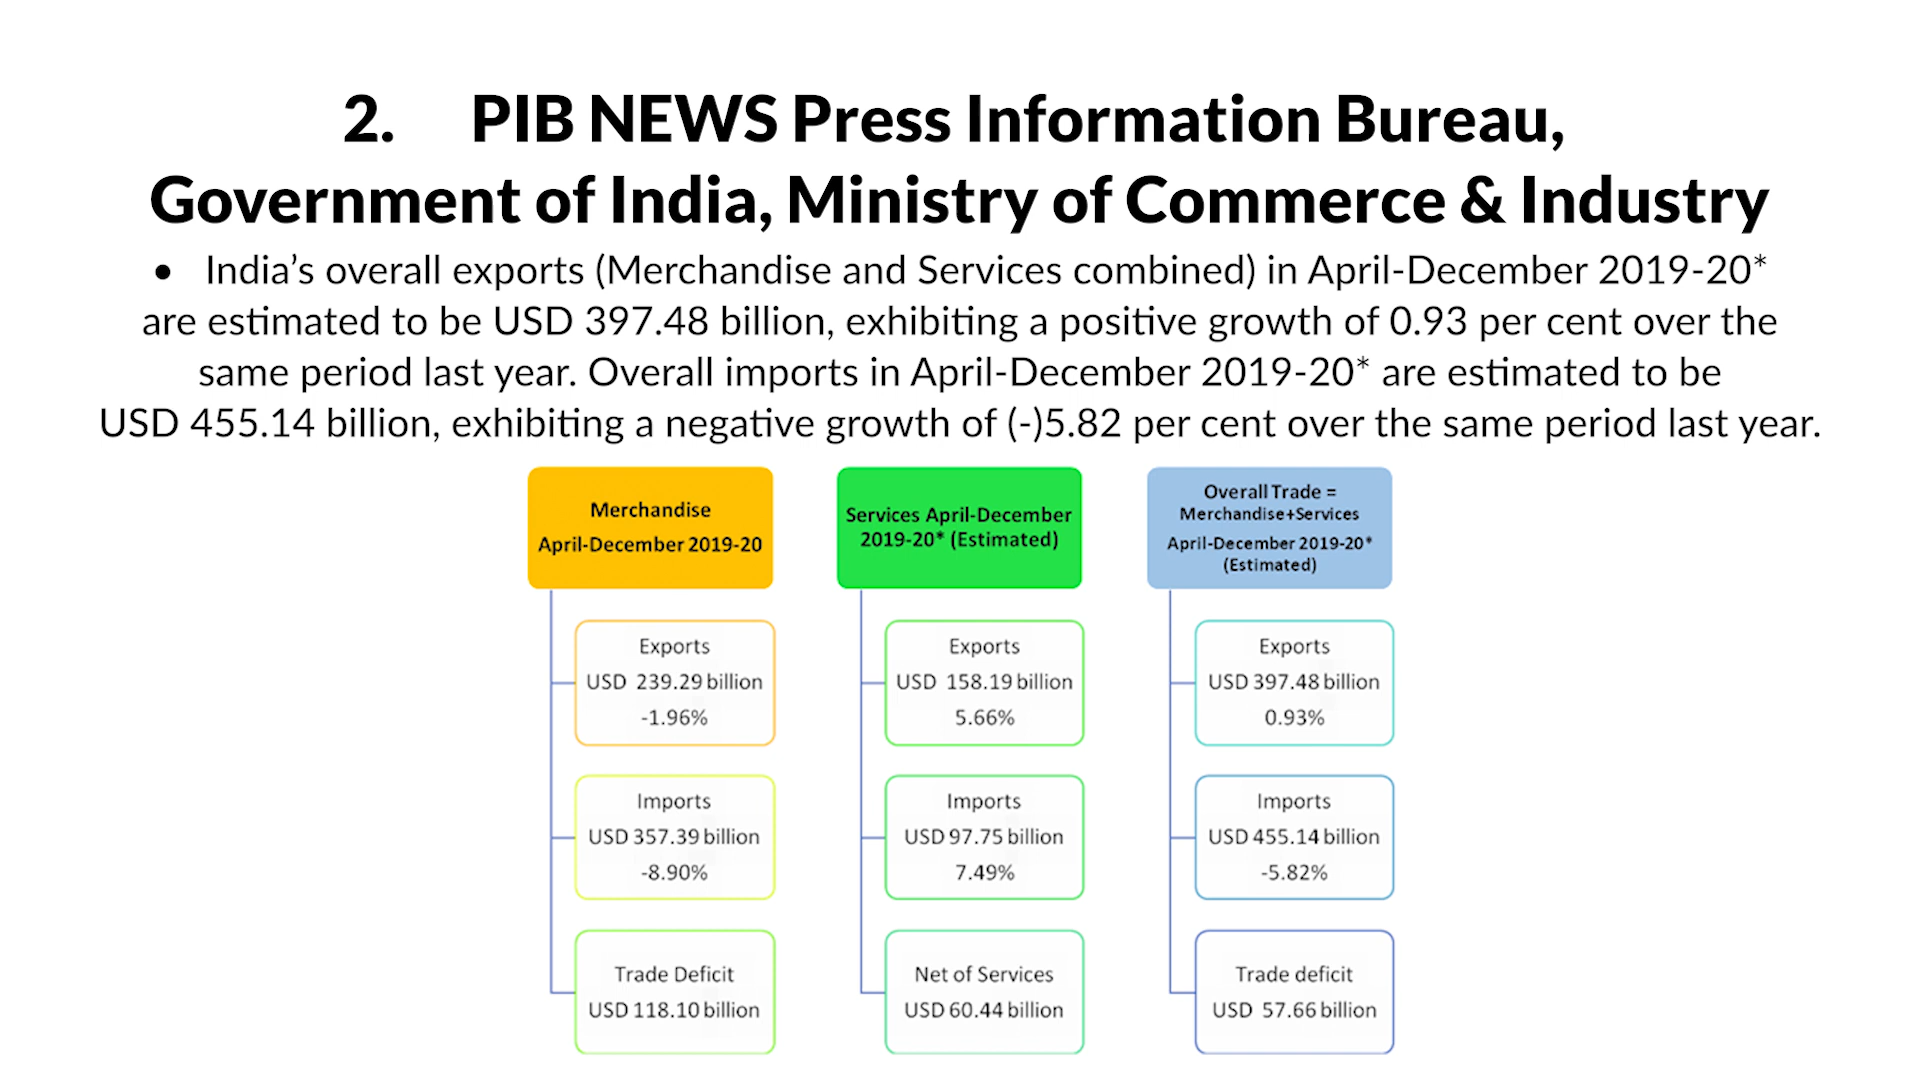 2. PIB NEWS Press Information Bureau,
Government of India, Ministry of Commerce & Industry
• India’s overall exports (Merchandise and Services combined) in April-December 2019-20*
are estimated to be USD 397.48 billion, exhibiting a positive growth of 0.93 per cent over the
same period last year. Overall imports in April-December 2019-20* are estimated to be
USD 455.14 billion, exhibiting a negative growth of (-)5.82 per cent over the same period last year.
Merchandise
April-December 2019-20
Exports
USD 239.29 billion
-1.96%
Imports
USD 357.39 billion
-8.90%
Trade Deficit
USD 118.10 billion
Services April-December
2019-20* (Estimated)
Exports
USD 158.19 billion
5.66%
Imports
USD 97.75 billion
7.49%
Net of Services
USD 60.44 billion
Overall Trade =
Merchandise+Services
April-December 2019-20*
(Estimated)
Exports
USD 397.48 billion
0.93%
Imports
USD 455.14 billion
-5.82%
Trade deficit
USD 57.66 billion